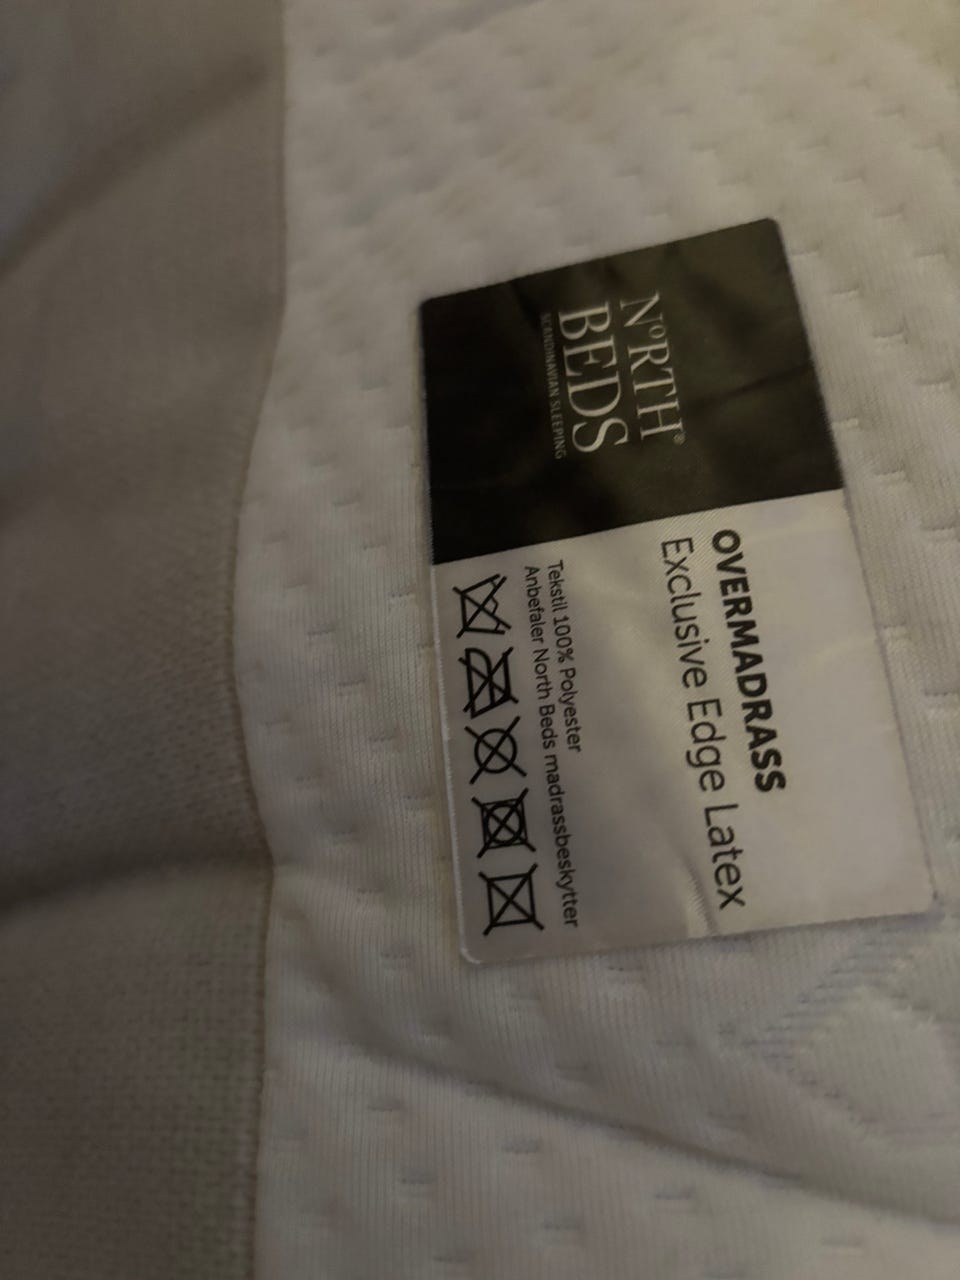 NORTH®
BEDS
SCANDINAVIAN SLEEPING
OVERMADRASS
Exclusive Edge Latex
Tekstil 100% Polyester
Anbefaler North Beds madrassbeskytter